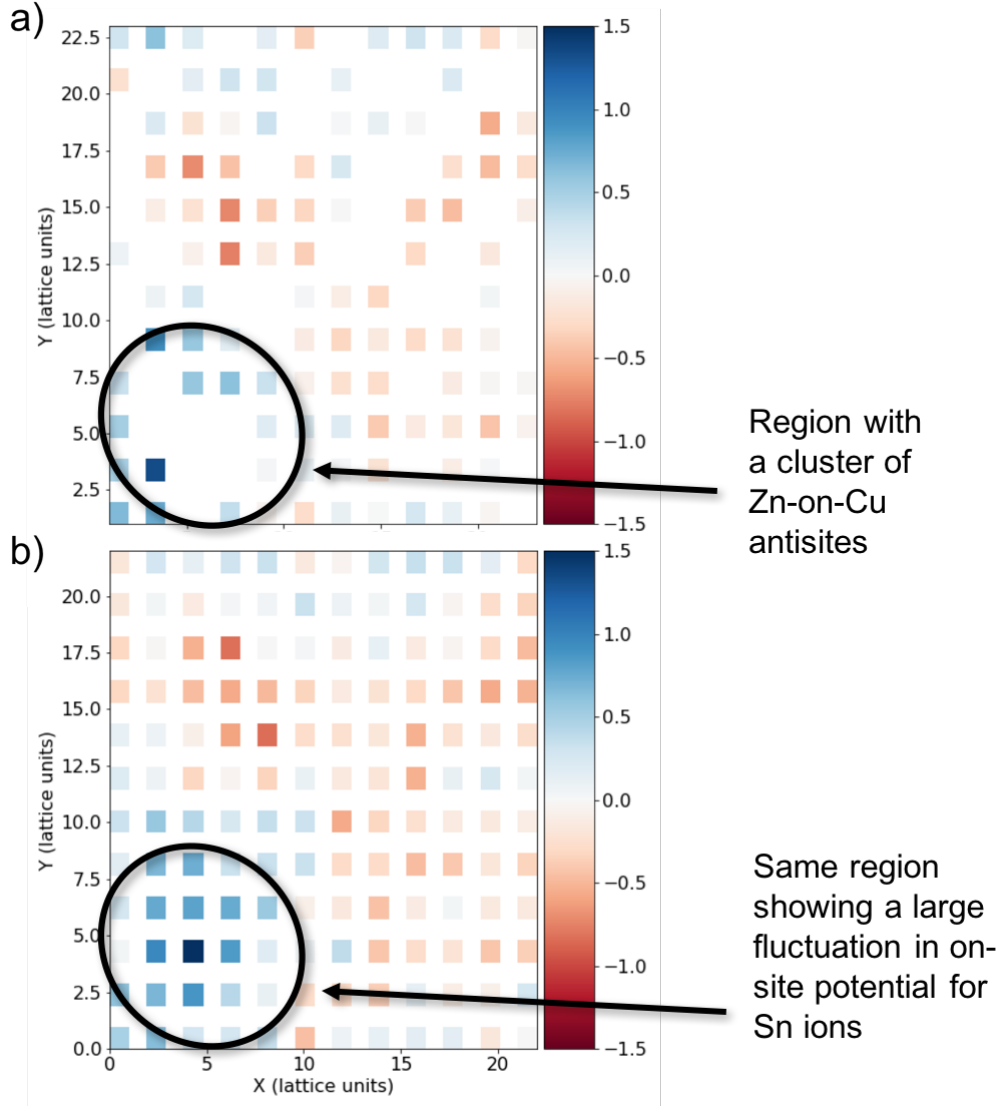 a)
22.5
20.0
17.5
15.0
12.5
10.0
7.5
5.0
2.5
Y (lattice units)
1.5
1.0
0.5
0.0
−0.5
−1.0
−1.5
Region with
a cluster of
Zn-on-Cu
antisites
b)
20.0
17.5
15.0
12.5
10.0
7.5
5.0
2.5
0.0
Y (lattice units)
0
5
10
15
20
X (lattice units)
1.5
1.0
0.5
0.0
−0.5
−1.0
−1.5
Same region
showing a large
fluctuation in on-
site potential for
Sn ions